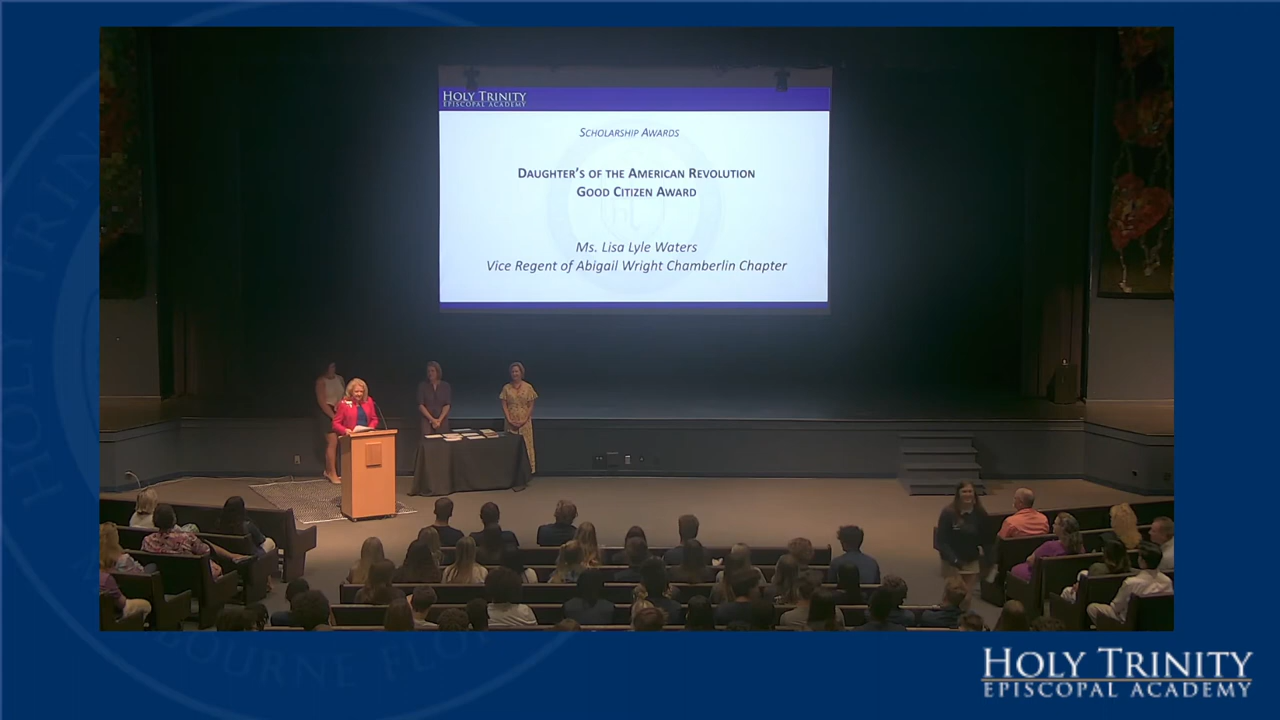 HOLY TRINITY
EPISCOPAL ACADEMY
SCHOLARSHIP AWARDS
DAUGHTER'S OF THE AMERICAN REVOLUTION
GOOD CITIZEN AWARD
Ms. Lisa Lyle Waters
Vice Regent of Abigail Wright Chamberlin Chapter
HOLY TRINITY
EPISCOPAL ACADEMY